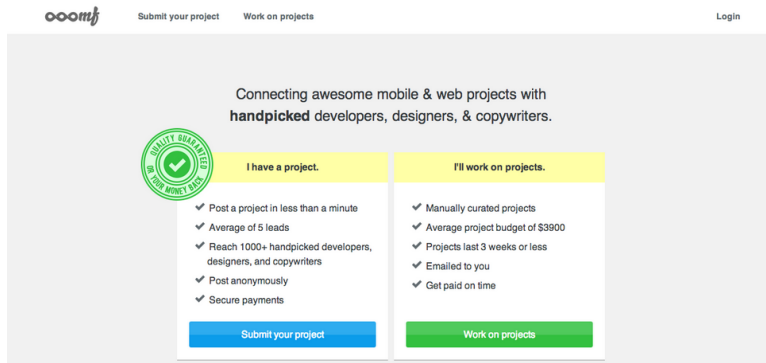 ooomf
Submit your project
Work on projects
Login
Connecting awesome mobile & web projects with
handpicked developers, designers, & copywriters.
QUALITY GUARANTEED
OR YOUR MONEY BACK
I have a project.
Post a project in less than a minute
Average of 5 leads
Reach 1000+ handpicked developers,
designers, and copywriters
Post anonymously
Secure payments
Submit your project
I'll work on projects.
Manually curated projects
Average project budget of $3900
Projects last 3 weeks or less
Emailed to you
Get paid on time
Work on projects